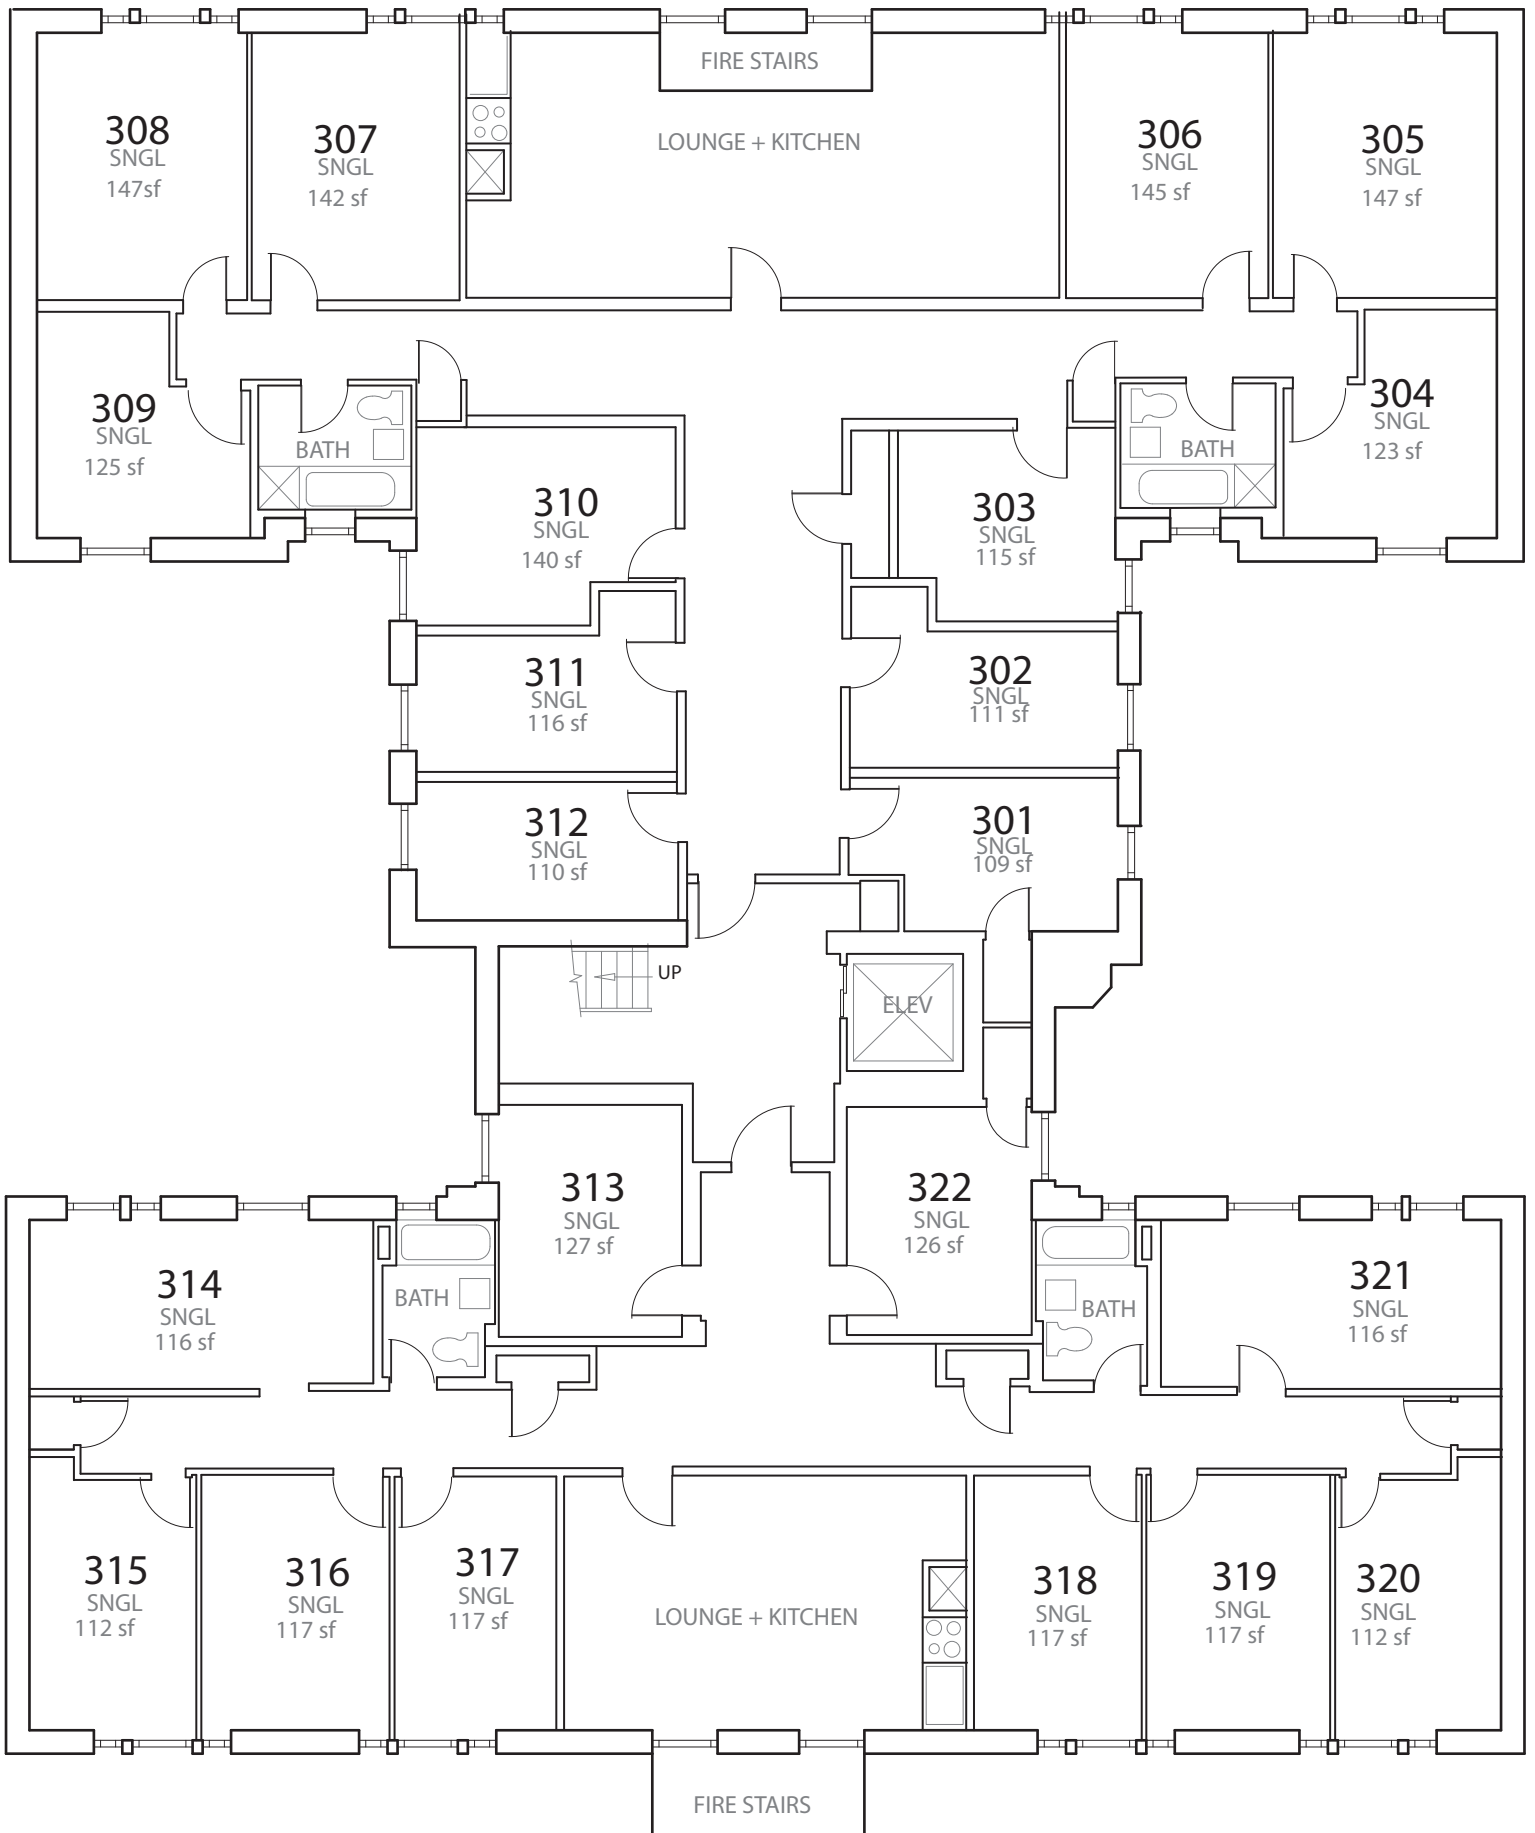 FIRE STAIRS
308
SNGL
147sf
307
SNGL
142 sf
LOUNGE + KITCHEN
306
SNGL
145 sf
305
SNGL
147 sf
309
SNGL
125 sf
BATH
310
SNGL
140 sf
303
SNGL
115 sf
BATH
304
SNGL
123 sf
311
SNGL
116 sf
302
SNGL
111 sf
312
SNGL
110 sf
301
SNGL
109 sf
UP
ELEV
313
SNGL
127 sf
322
SNGL
126 sf
314
SNGL
116 sf
BATH
BATH
321
SNGL
116 sf
315
SNGL
112 sf
316
SNGL
117 sf
317
SNGL
117 sf
LOUNGE + KITCHEN
318
SNGL
117 sf
319
SNGL
117 sf
320
SNGL
112 sf
FIRE STAIRS